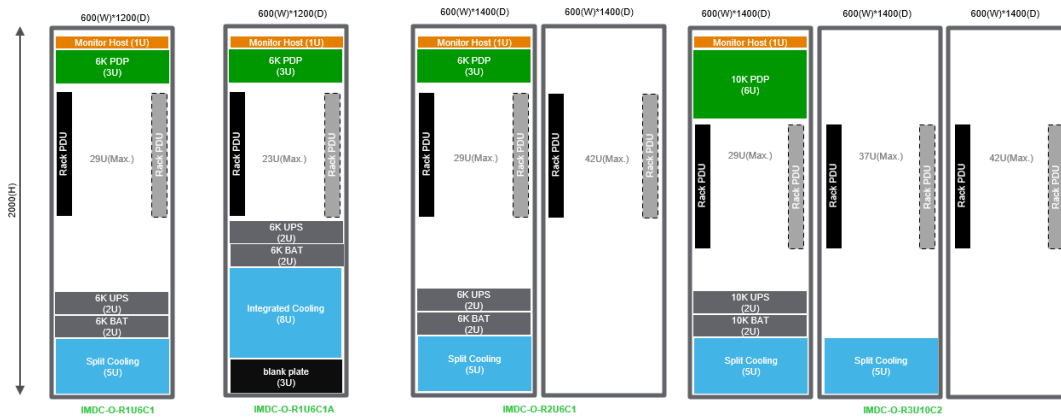 600(W)*1200(D)
600(W)*1200(D)
600(W)*1400(D)
600(W)*1400(D)
600(W)*1400(D)
600(W)*1400(D)
600(W)*1400(D)
2000(H)
Monitor Host (1U)
6K PDP
(3U)
Rack PDU
29U(Max.)
Rack PDU
6K UPS
(2U)
6K BAT
(2U)
Split Cooling
(5U)
IMDC-O-R1U6C1
Monitor Host (1U)
6K PDP
(3U)
Rack PDU
23U(Max.)
Rack PDU
6K UPS
(2U)
6K BAT
(2U)
Integrated Cooling
(8U)
blank plate
(3U)
IMDC-O-R1U6C1A
Monitor Host (1U)
6K PDP
(3U)
Rack PDU
29U(Max.)
Rack PDU
6K UPS
(2U)
6K BAT
(2U)
Split Cooling
(5U)
Rack PDU
42U(Max.)
Rack PDU
IMDC-O-R2U6C1
Monitor Host (1U)
10K PDP
(6U)
Rack PDU
29U(Max.)
Rack PDU
10K UPS
(2U)
10K BAT
(2U)
Split Cooling
(5U)
Rack PDU
37U(Max.)
Rack PDU
Split Cooling
(5U)
Rack PDU
42U(Max.)
Rack PDU
IMDC-O-R3U10C2